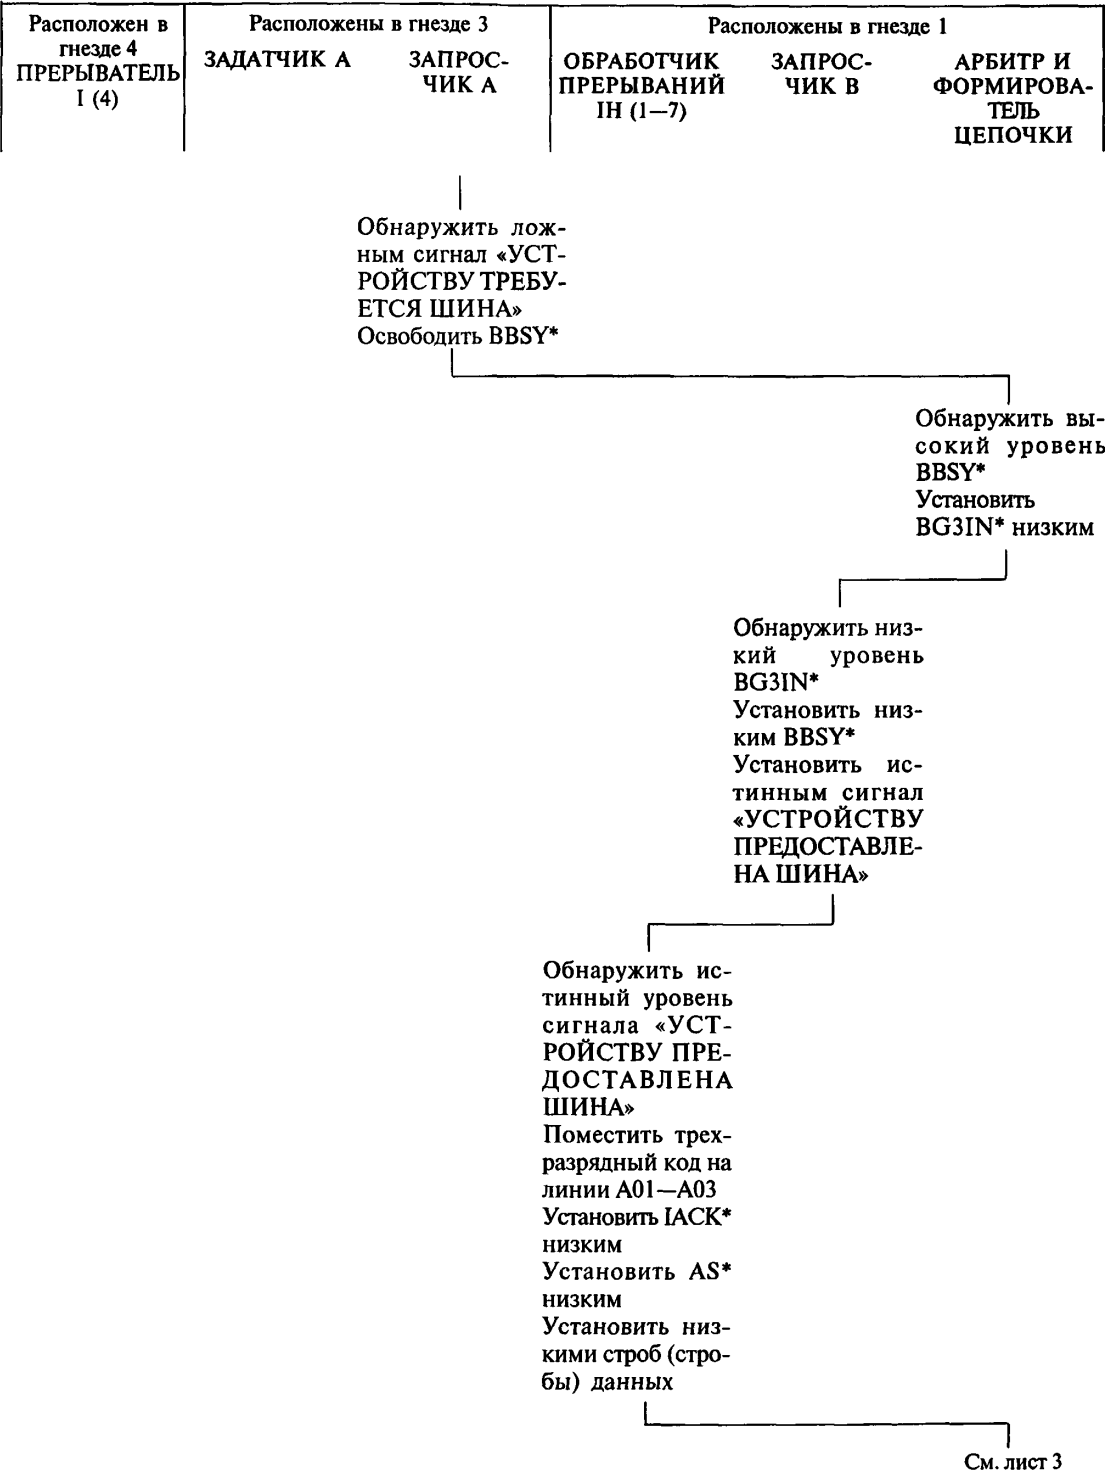 Расположен в
гнезде 4
ПРЕРЫВАТЕЛЬ
I (4)
Расположены в гнезде 3
ЗАДАТЧИК А
ЗАПРОС-
ЧИК А
Расположены в гнезде 1
ОБРАБОТЧИК
ПРЕРЫВАНИЙ
IH (1—7)
ЗАПРОС-
ЧИК В
АРБИТР И
ФОРМИРОВА-
ТЕЛЬ
ЦЕПОЧКИ
Обнаружить лож-
ным сигнал «УСТ-
РОЙСТВУ ТРЕБУ-
ЕТСЯ ШИНА»
Освободить BBSY*
Обнаружить вы-
сокий уровень
BBSY*
Установить
BG3IN* низким
Обнаружить низ-
кий уровень
BG3IN*
Установить низ-
ким BBSY*
Установить ис-
тинным сигнал
«УСТРОЙСТВУ
ПРЕДОСТАВЛЕ-
НА ШИНА»
Обнаружить ис-
тинный уровень
сигнала «УСТ-
РОЙСТВУ ПРЕ-
ДОСТАВЛЕНА
ШИНА»
Поместить трех-
разрядный код на
линии A01—A03
Установить IACK*
низким
Установить AS*
низким
Установить низ-
кими строб (стро-
бы) данных
См. лист 3